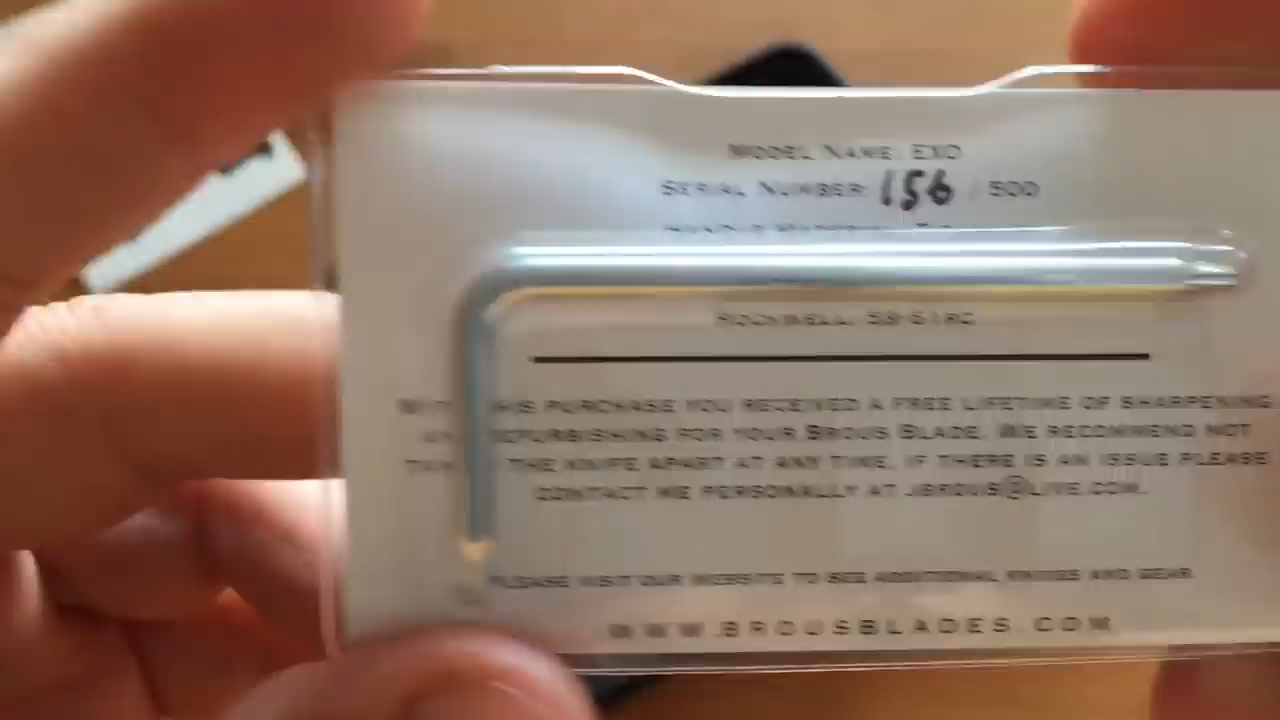 MODEL NAME: EXO
SERIAL NUMBER: 156 / 500
ROCKWELL: 59-61RC
HIS PURCHASE YOU RECEIVED A FREE LIFETIME OF SHARPENING
REFURBISHING FOR YOUR BROUS BLADE. WE RECOMMEND NOT
THE KNIFE APART AT ANY TIME. IF THERE IS AN ISSUE PLEASE
CONTACT ME PERSONALLY AT JBROUS@LIVE.COM.
PLEASE VISIT OUR WEBSITE TO SEE ADDITIONAL KNIVES AND GEAR.
WWW.BROUSBLADES.COM